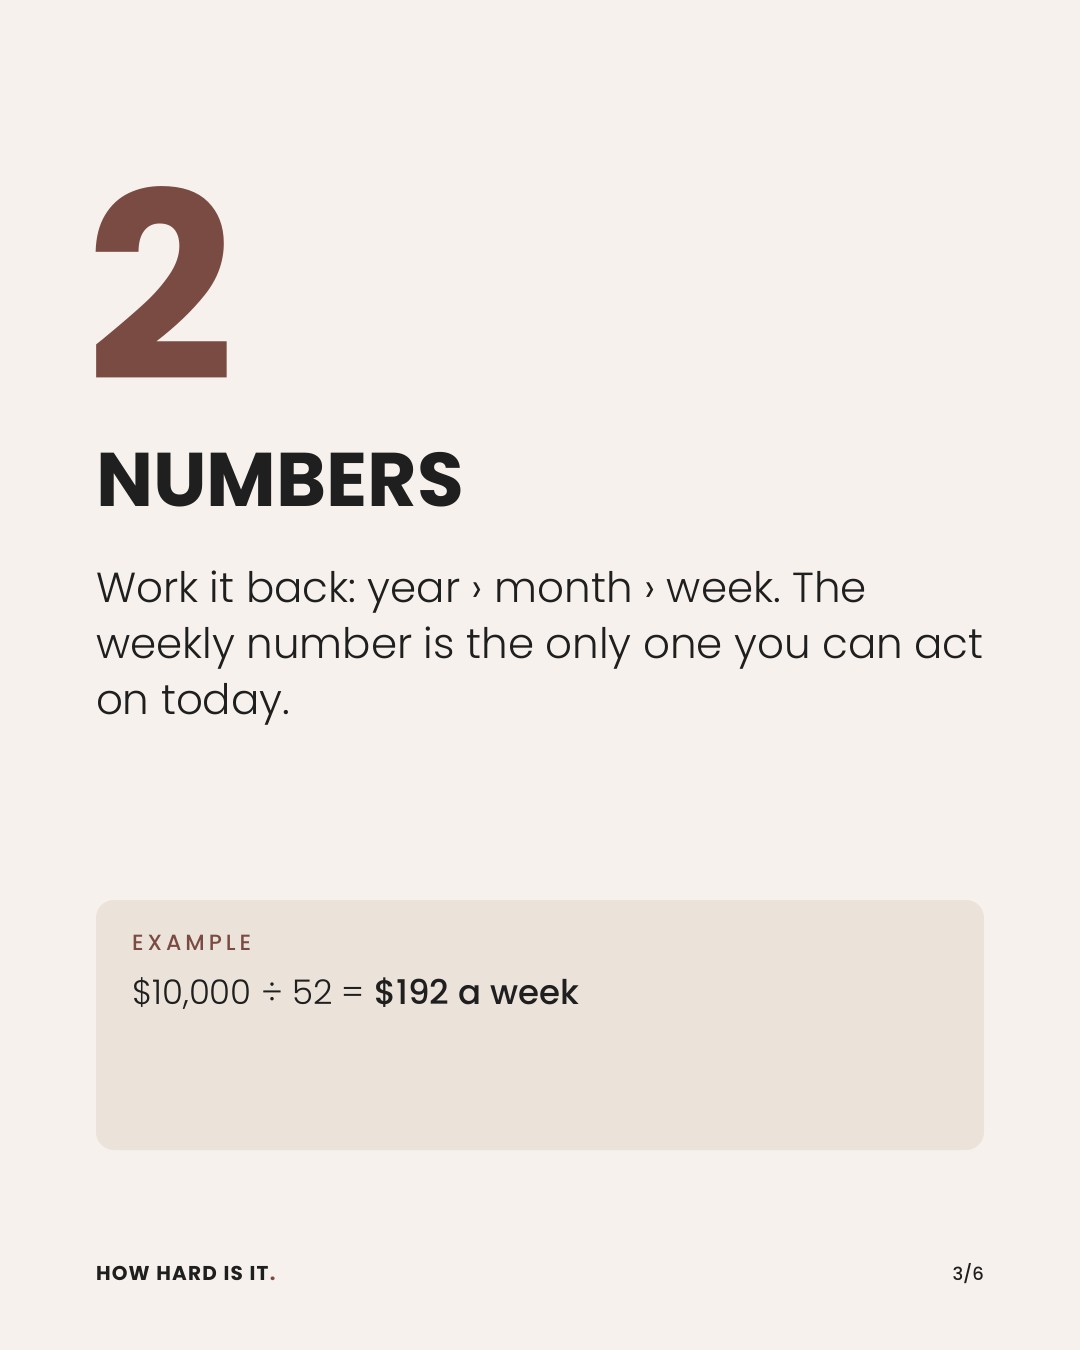 2
NUMBERS
Work it back: year › month › week. The
weekly number is the only one you can act
on today.
EXAMPLE
$10,000 ÷ 52 = $192 a week
HOW HARD IS IT.
3/6